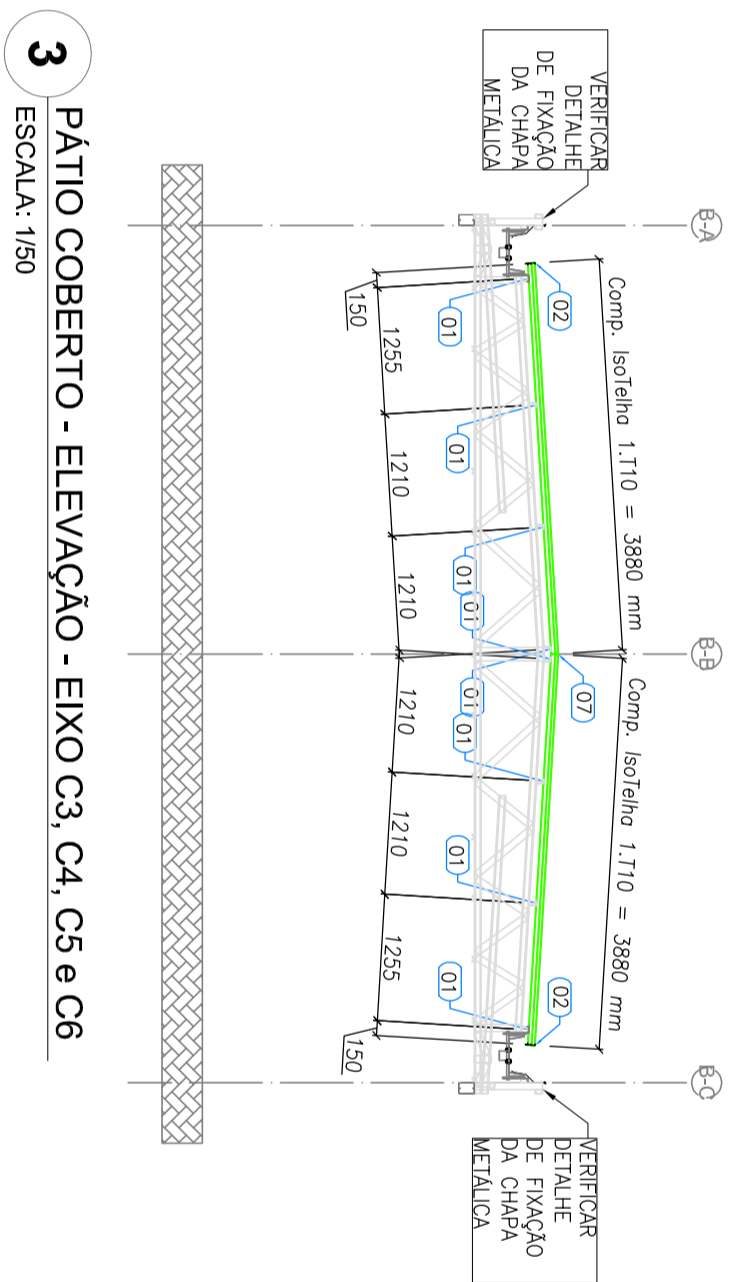 VERIFICAR
DETALHE
DE FIXAÇÃO
DA CHAPA
METÁLICA
B-A
B-B
B-C
VERIFICAR
DETALHE
DE FIXAÇÃO
DA CHAPA
METÁLICA
Comp. IsoTelha 1.T10 = 3880 mm
Comp. IsoTelha 1.T10 = 3880 mm
02
07
02
01
01
01
01
01
01
01
01
150
1255
1210
1210
1210
1210
1255
150
3
PÁTIO COBERTO - ELEVAÇÃO - EIXO C3, C4, C5 e C6
ESCALA: 1/50